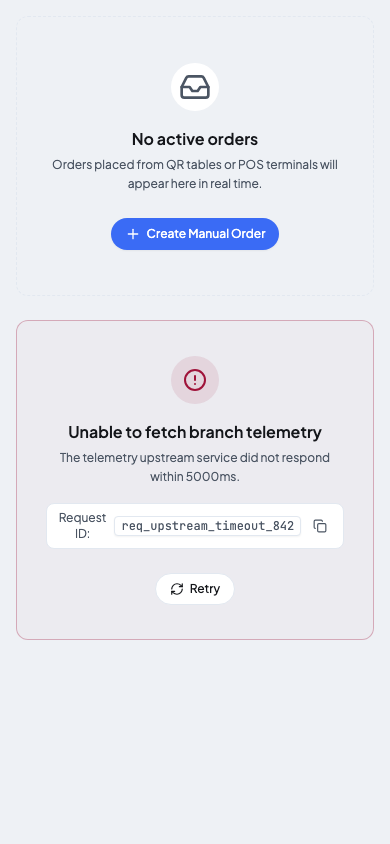 No active orders
Orders placed from QR tables or POS terminals will
appear here in real time.
Create Manual Order
Unable to fetch branch telemetry
The telemetry upstream service did not respond
within 5000ms.
Request
ID:
req_upstream_timeout_842
Retry